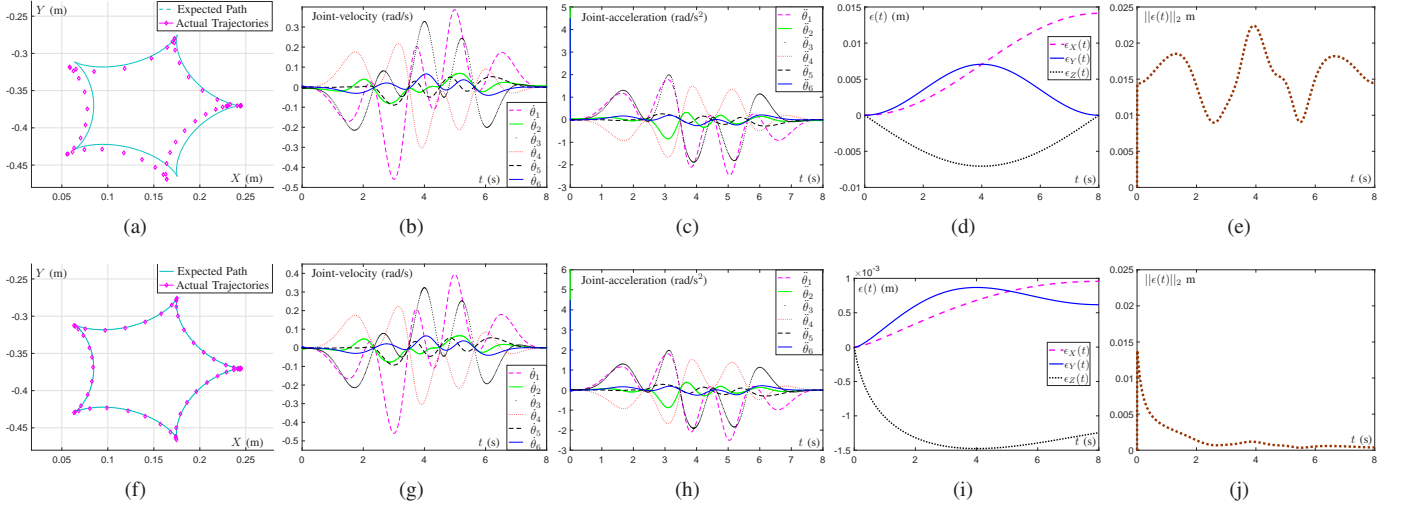 Y (m)
Expected Path
Actual Trajectories
-0.25
-0.3
-0.35
-0.4
-0.45
X (m)
0.05 0.1 0.15 0.2 0.25
(a)
Joint-velocity (rad/s)
0.4
0.3
0.2
0.1
0
-0.1
-0.2
-0.3
-0.4
-0.5
θ̇1
θ̇2
θ̇3
θ̇4
θ̇5
θ̇6
t (s)
0 2 4 6 8
(b)
Joint-acceleration (rad/s²)
5
4
3
2
1
0
-1
-2
-3
θ̈1
θ̈2
θ̈3
θ̈4
θ̈5
θ̈6
t (s)
0 1 2 3 4 5 6 7 8
(c)
ϵ(t) (m)
0.015
0.01
0.005
0
-0.005
-0.01
ϵX(t)
ϵY(t)
ϵZ(t)
t (s)
0 2 4 6 8
(d)
||ϵ(t)||2 m
0.025
0.02
0.015
0.01
0.005
0
t (s)
0 2 4 6 8
(e)
Y (m)
Expected Path
Actual Trajectories
-0.25
-0.3
-0.35
-0.4
-0.45
X (m)
0.05 0.1 0.15 0.2 0.25
(f)
Joint-velocity (rad/s)
0.4
0.3
0.2
0.1
0
-0.1
-0.2
-0.3
-0.4
-0.5
θ̇1
θ̇2
θ̇3
θ̇4
θ̇5
θ̇6
t (s)
0 2 4 6 8
(g)
Joint-acceleration (rad/s²)
6
5
4
3
2
1
0
-1
-2
-3
θ̈1
θ̈2
θ̈3
θ̈4
θ̈5
θ̈6
t (s)
0 1 2 3 4 5 6 7 8
(h)
×10-3
ϵ(t) (m)
1
0.5
0
-0.5
-1
-1.5
ϵX(t)
ϵY(t)
ϵZ(t)
t (s)
0 2 4 6 8
(i)
||ϵ(t)||2 m
0.025
0.02
0.015
0.01
0.005
0
t (s)
0 2 4 6 8
(j)